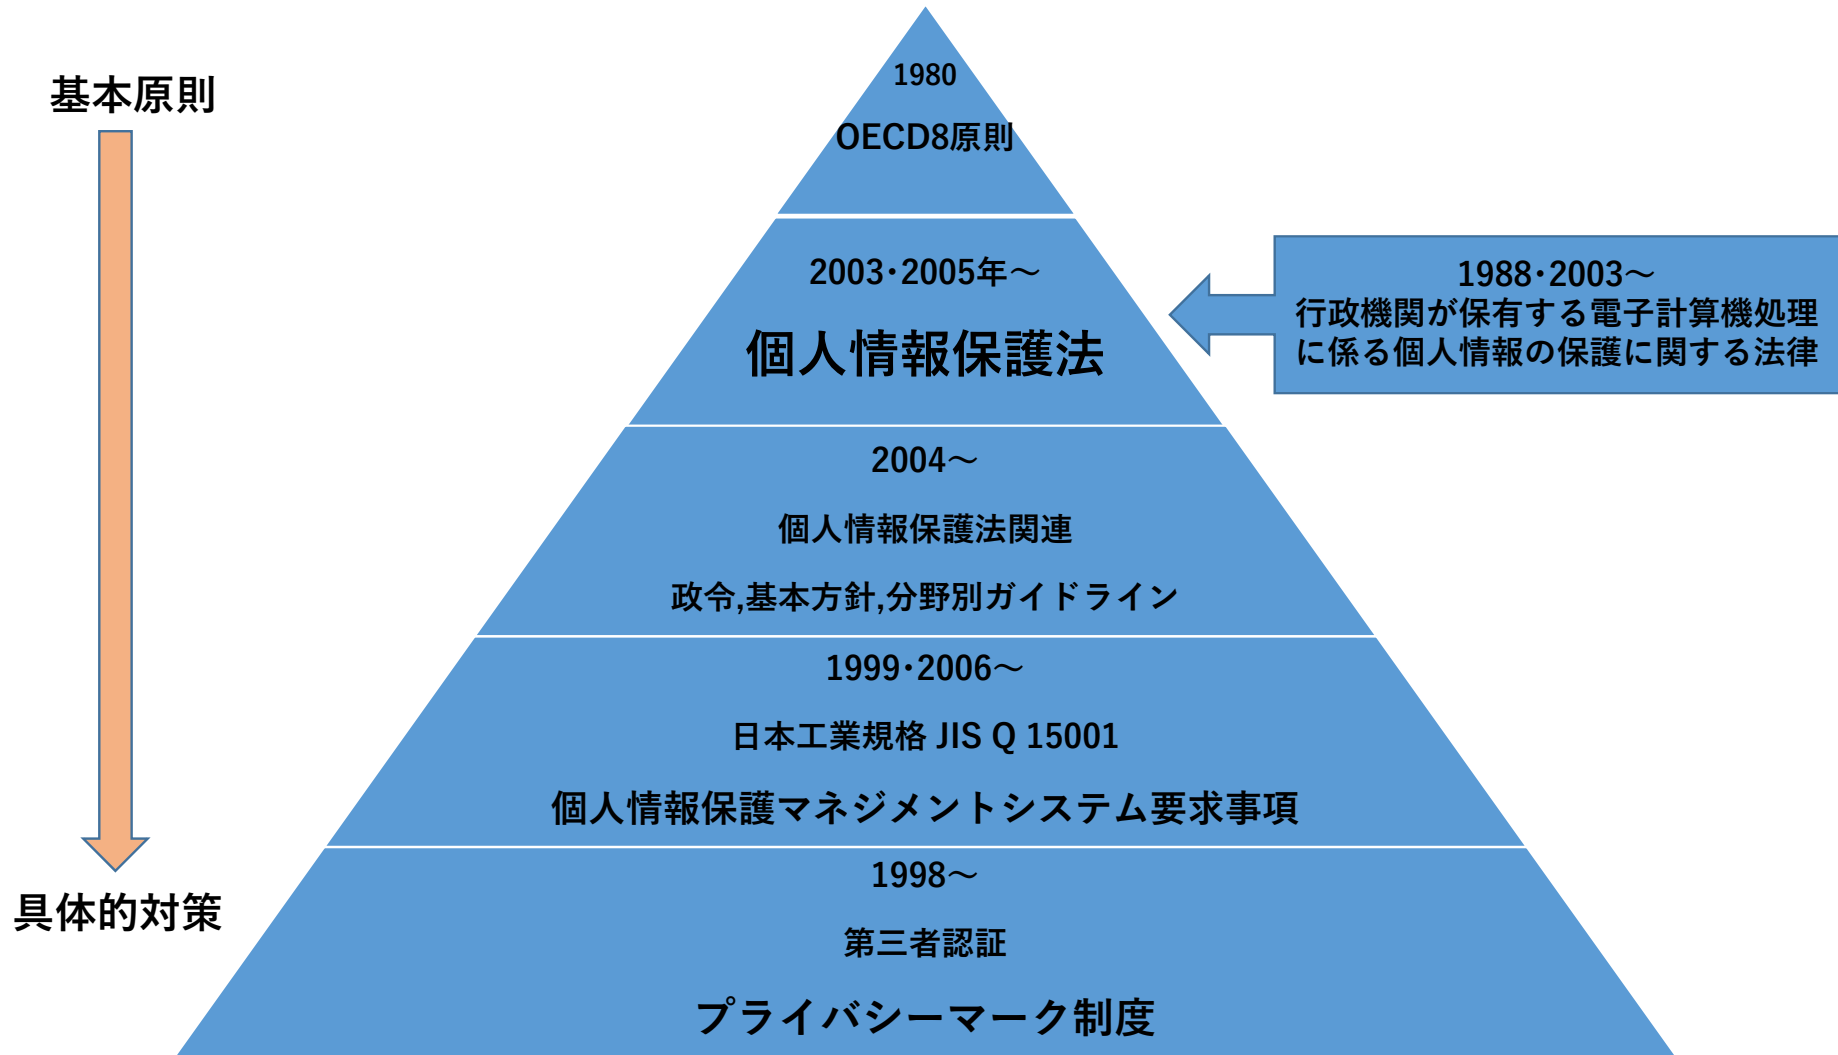 基本原則
具体的対策
1980
OECD8原則
2003・2005年～
個人情報保護法
1988・2003～
行政機関が保有する電子計算機処理
に係る個人情報の保護に関する法律
2004～
個人情報保護法関連
政令,基本方針,分野別ガイドライン
1999・2006～
日本工業規格 JIS Q 15001
個人情報保護マネジメントシステム要求事項
1998～
第三者認証
プライバシーマーク制度